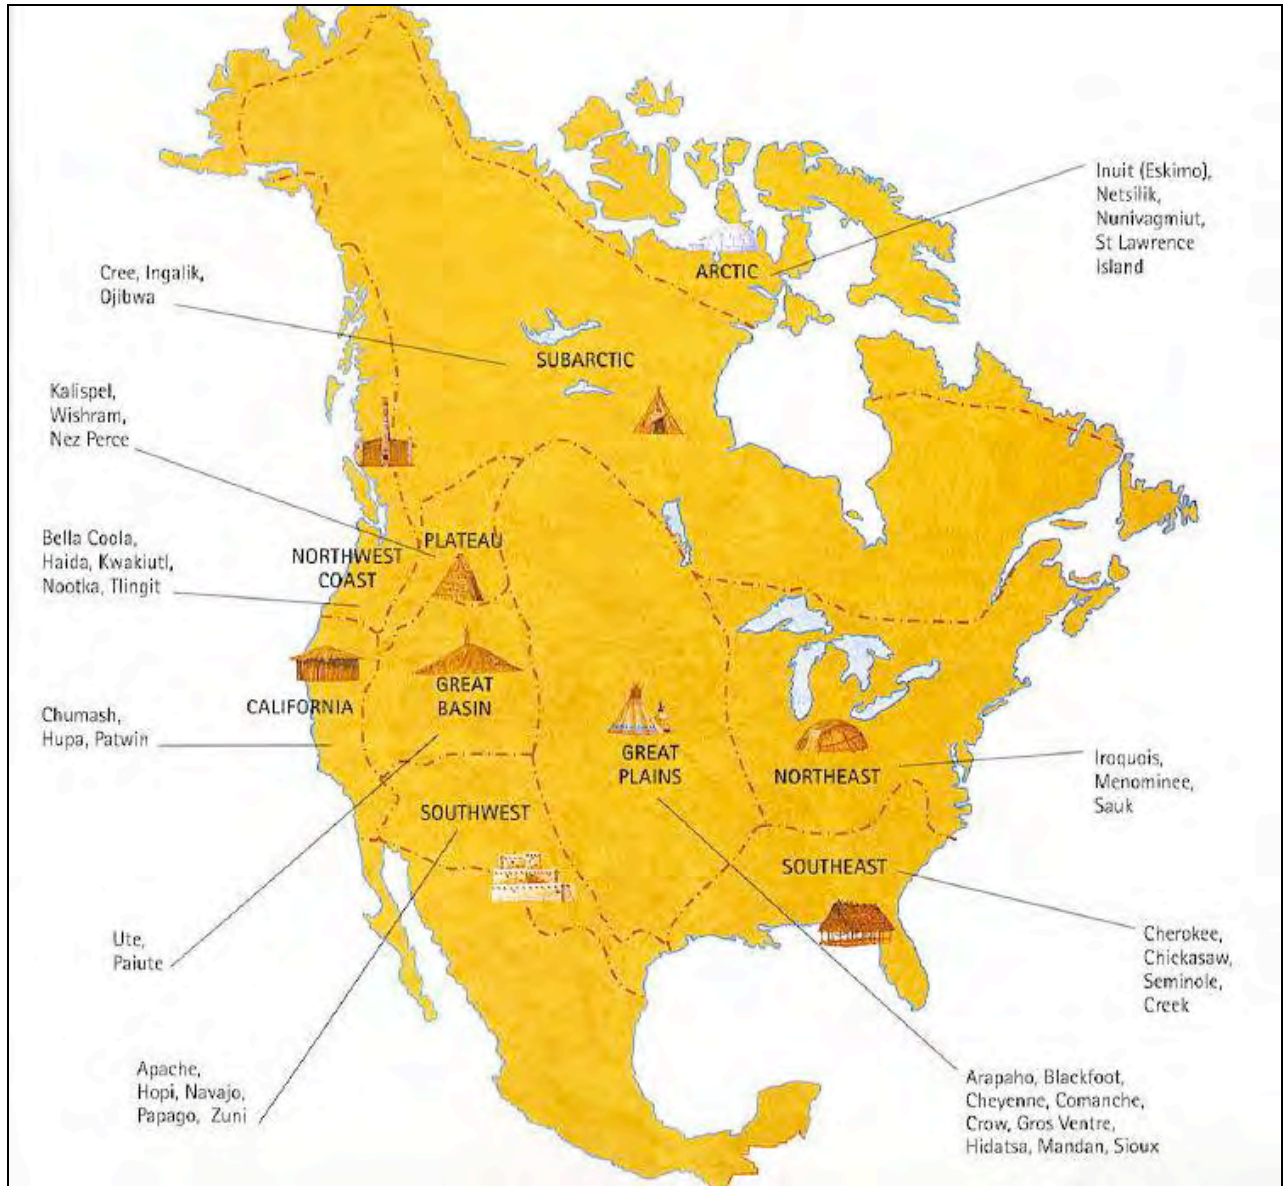 Inuit (Eskimo),
Netsilik,
Nunivagmiut,
St Lawrence
Island
ARCTIC
Cree, Ingalik,
Ojibwa
SUBARCTIC
Kalispel,
Wishram,
Nez Perce
PLATEAU
Bella Coola,
Haida, Kwakiutl,
Nootka, Tlingit
NORTHWEST
COAST
GREAT
BASIN
CALIFORNIA
Chumash,
Hupa, Patwin
GREAT
PLAINS
NORTHEAST
Iroquois,
Menominee,
Sauk
SOUTHWEST
SOUTHEAST
Ute,
Paiute
Cherokee,
Chickasaw,
Seminole,
Creek
Apache,
Hopi, Navajo,
Papago, Zuni
Arapaho, Blackfoot,
Cheyenne, Comanche,
Crow, Gros Ventre,
Hidatsa, Mandan, Sioux